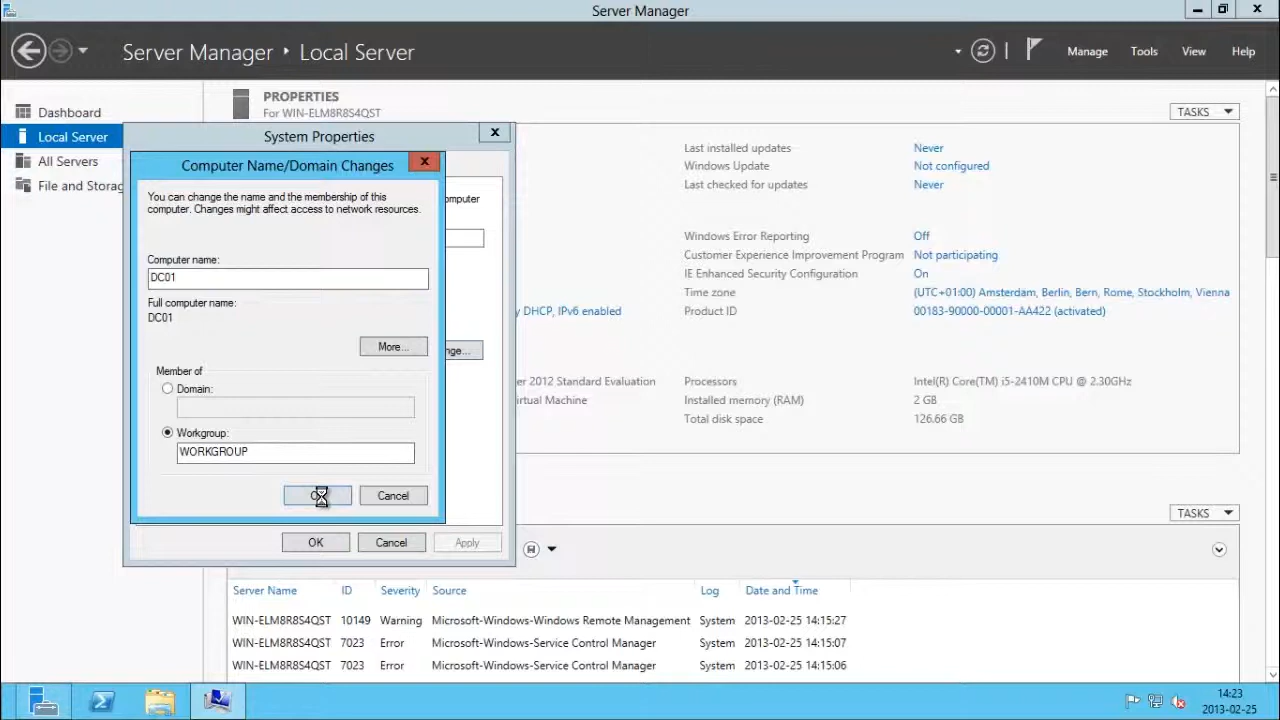 Server Manager
Server Manager • Local Server
Manage Tools View Help
Dashboard
Local Server
All Servers
File and Storag
PROPERTIES
For WIN-ELM8R8S4QST
TASKS
System Properties
Computer Name/Domain Changes
You can change the name and the membership of this
computer. Changes might affect access to network resources.
Computer name:
DC01
Full computer name:
DC01
More...
Member of
Domain:
Workgroup:
WORKGROUP
Cancel
OK Cancel Apply
omputer
nge...
y DHCP, IPv6 enabled
er 2012 Standard Evaluation
irtual Machine
Last installed updates Never
Windows Update Not configured
Last checked for updates Never
Windows Error Reporting Off
Customer Experience Improvement Program Not participating
IE Enhanced Security Configuration On
Time zone (UTC+01:00) Amsterdam, Berlin, Bern, Rome, Stockholm, Vienna
Product ID 00183-90000-00001-AA422 (activated)
Processors Intel(R) Core(TM) i5-2410M CPU @ 2.30GHz
Installed memory (RAM) 2 GB
Total disk space 126.66 GB
TASKS
Server Name ID Severity Source Log Date and Time
WIN-ELM8R8S4QST 10149 Warning Microsoft-Windows-Windows Remote Management System 2013-02-25 14:15:27
WIN-ELM8R8S4QST 7023 Error Microsoft-Windows-Service Control Manager System 2013-02-25 14:15:07
WIN-ELM8R8S4QST 7023 Error Microsoft-Windows-Service Control Manager System 2013-02-25 14:15:06
14:23
2013-02-25